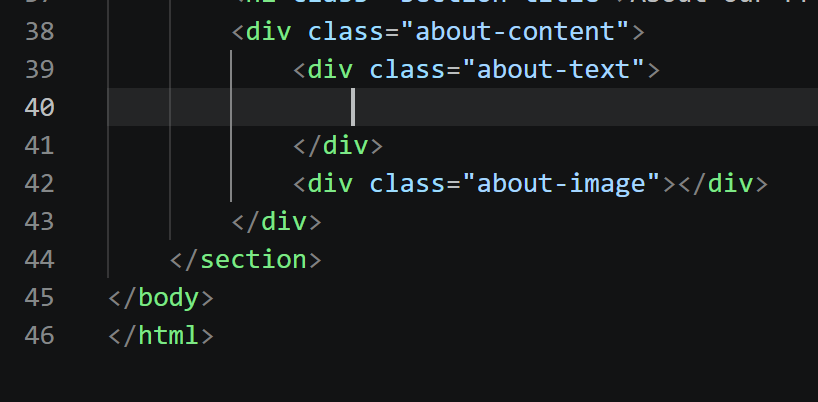 38 <div class="about-content">
39 <div class="about-text">
40
41 </div>
42 <div class="about-image"></div>
43 </div>
44 </section>
45 </body>
46 </html>